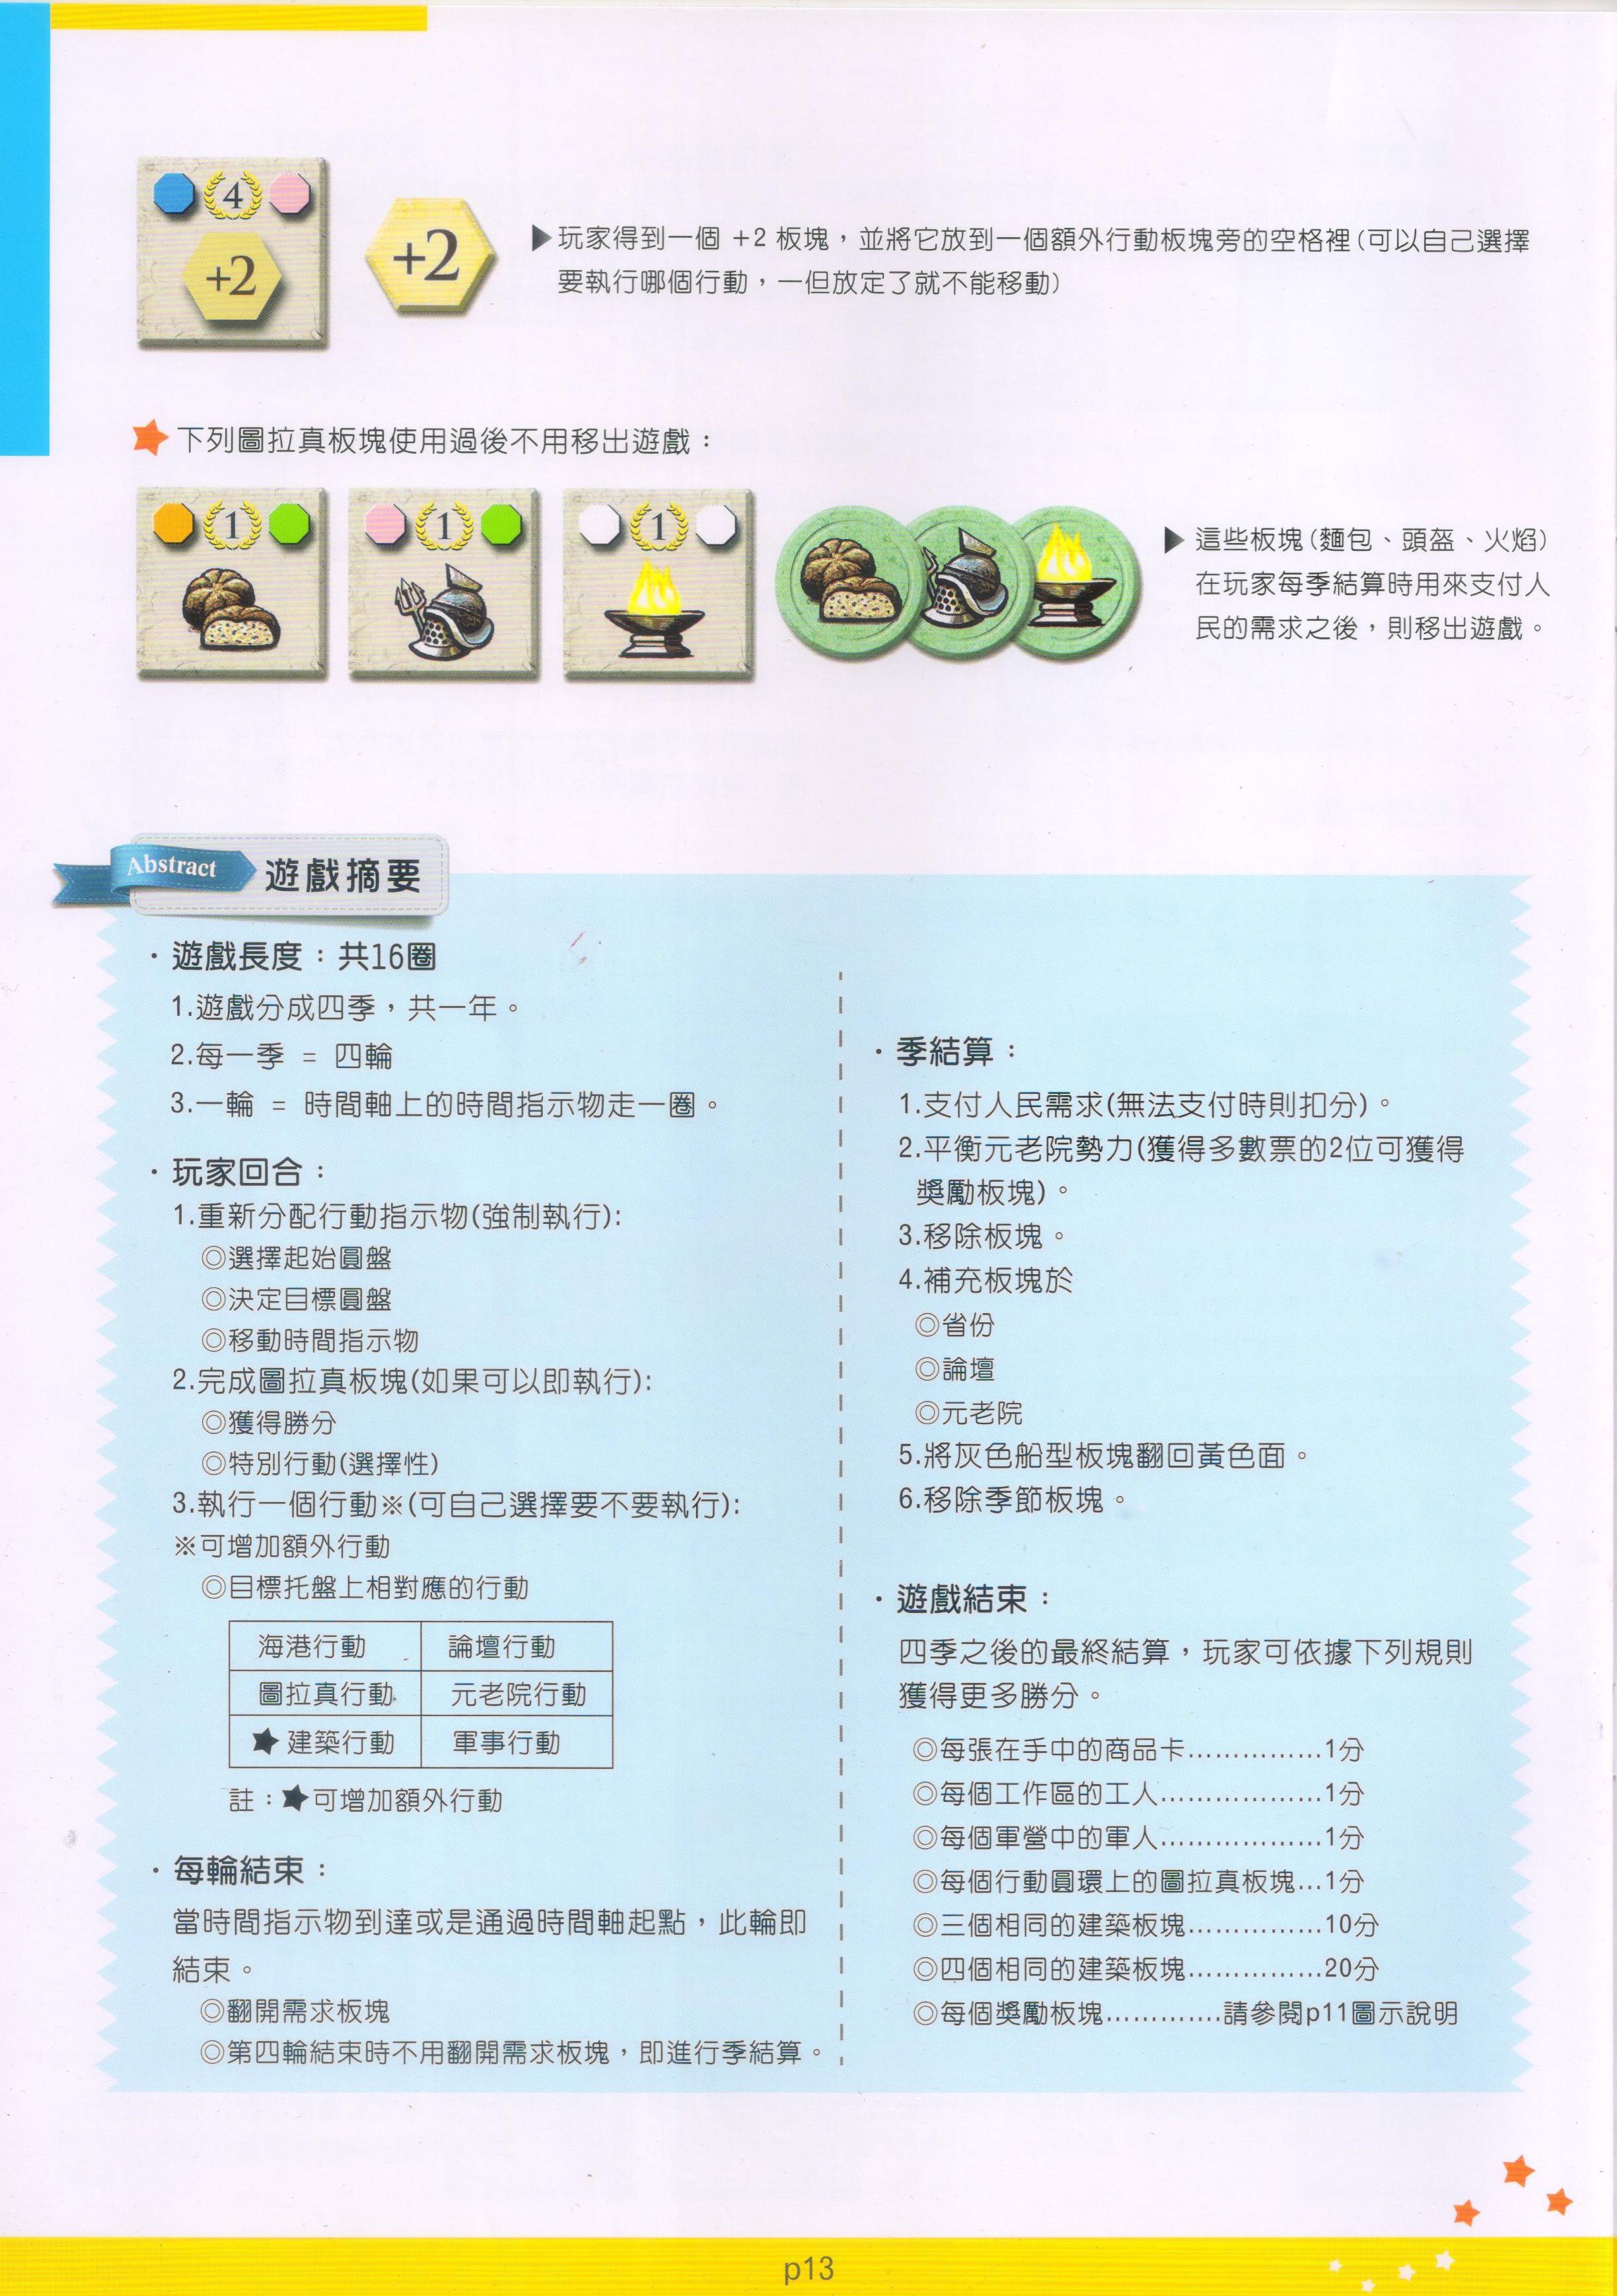 4
+2
+2
▶玩家得到一個 +2 板塊，並將它放到一個額外行動板塊旁的空格裡(可以自己選擇
要執行哪個行動，一但放定了就不能移動)
下列圖拉真板塊使用過後不用移出遊戲：
1
1
1
▶ 這些板塊(麵包、頭盔、火焰)
在玩家每季結算時用來支付人
民的需求之後，則移出遊戲。
Abstract 遊戲摘要
・遊戲長度：共16圈
1.遊戲分成四季，共一年。
2.每一季 = 四輪
3.一輪 = 時間軸上的時間指示物走一圈。
・玩家回合：
1.重新分配行動指示物(強制執行):
◎選擇起始圓盤
◎決定目標圓盤
◎移動時間指示物
2.完成圖拉真板塊(如果可以即執行):
◎獲得勝分
◎特別行動(選擇性)
3.執行一個行動※(可自己選擇要不要執行):
※可增加額外行動
◎目標托盤上相對應的行動
海港行動 論壇行動
圖拉真行動 元老院行動
★建築行動 軍事行動
註：★可增加額外行動
・每輪結束：
當時間指示物到達或是通過時間軸起點，此輪即
結束。
◎翻開需求板塊
◎第四輪結束時不用翻開需求板塊，即進行季結算。
・季結算：
1.支付人民需求(無法支付時則扣分)。
2.平衡元老院勢力(獲得多數票的2位可獲得
獎勵板塊)。
3.移除板塊。
4.補充板塊於
◎省份
◎論壇
◎元老院
5.將灰色船型板塊翻回黃色面。
6.移除季節板塊。
・遊戲結束：
四季之後的最終結算，玩家可依據下列規則
獲得更多勝分。
◎每張在手中的商品卡...............1分
◎每個工作區的工人..................1分
◎每個軍營中的軍人..................1分
◎每個行動圓環上的圖拉真板塊...1分
◎三個相同的建築板塊...............10分
◎四個相同的建築板塊...............20分
◎每個獎勵板塊.............請參閱p11圖示說明
p13